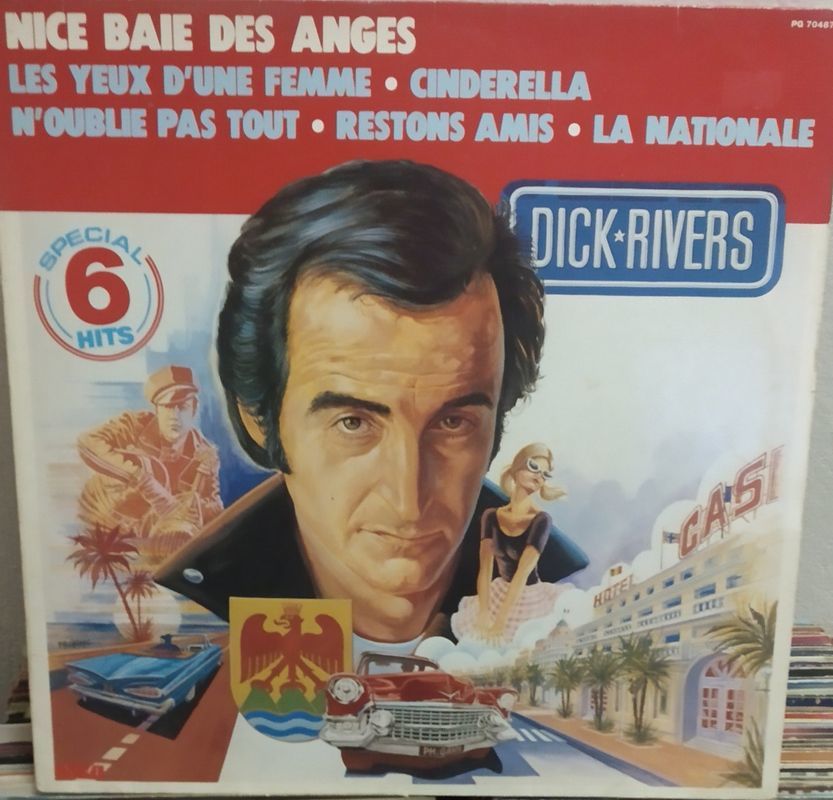 NICE BAIE DES ANGES
PG 70487
LES YEUX D'UNE FEMME • CINDERELLA
N'OUBLIE PAS TOUT • RESTONS AMIS • LA NATIONALE
DICK★RIVERS
SPECIAL
6
HITS
CASI
HOTEL